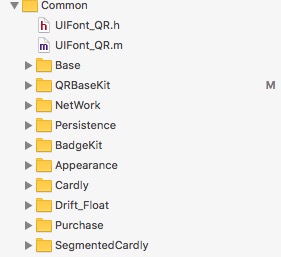 Common
h UIFont_QR.h
m UIFont_QR.m
Base
QRBaseKit M
NetWork
Persistence
BadgeKit
Appearance
Cardly
Drift_Float
Purchase
SegmentedCardly